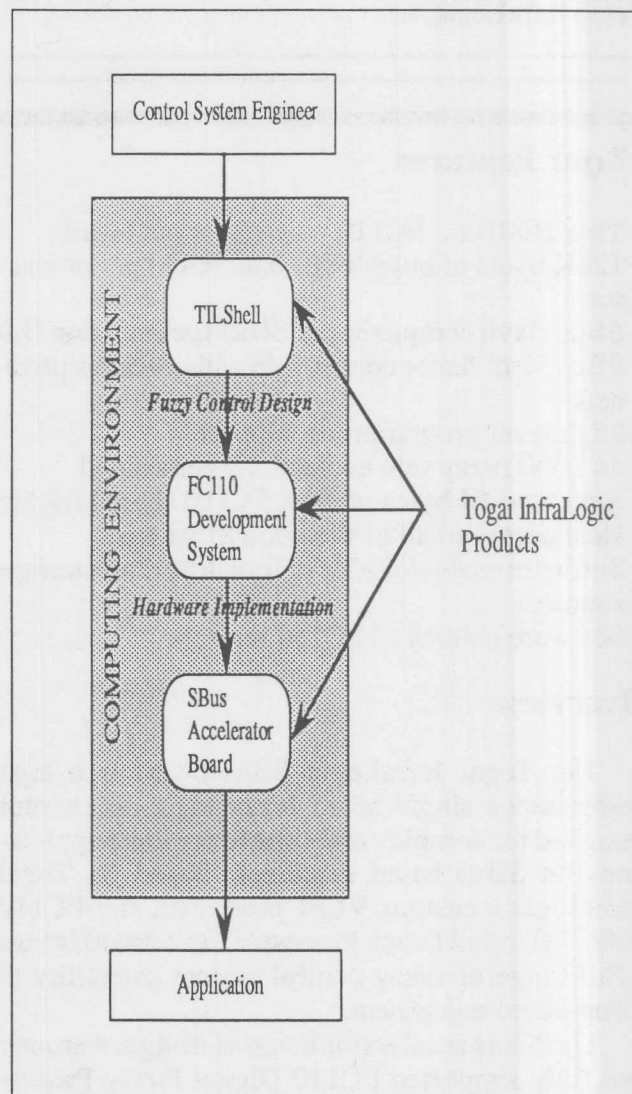 Control System Engineer
COMPUTING ENVIRONMENT
TILShell
Fuzzy Control Design
FC110
Development
System
Hardware Implementation
SBus
Accelerator
Board
Togai InfraLogic
Products
Application